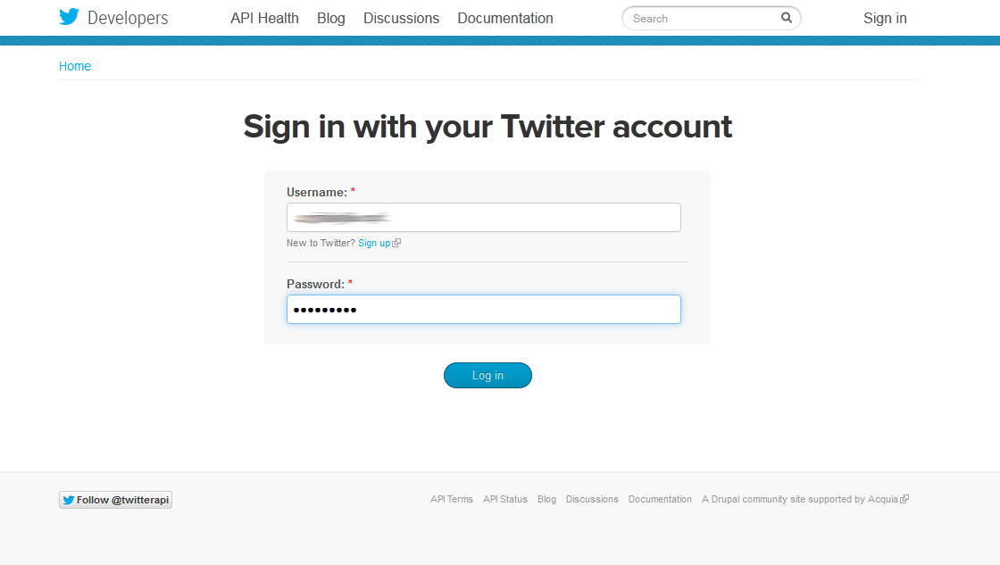 Developers API Health Blog Discussions Documentation Search Sign in
Home
Sign in with your Twitter account
Username: *
New to Twitter? Sign up
Password: *
•••••••••
Log in
Follow @twitterapi API Terms API Status Blog Discussions Documentation A Drupal community site supported by Acquia